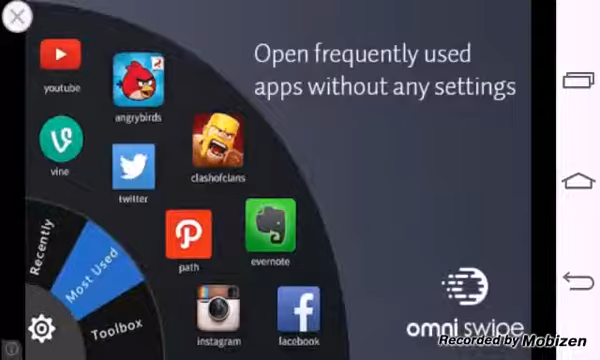 Open frequently used
apps without any settings
youtube
angrybirds
vine
twitter
clashofclans
path
evernote
instagram
facebook
Recently
Most Used
Toolbox
omni swipe
Recorded by Mobizen